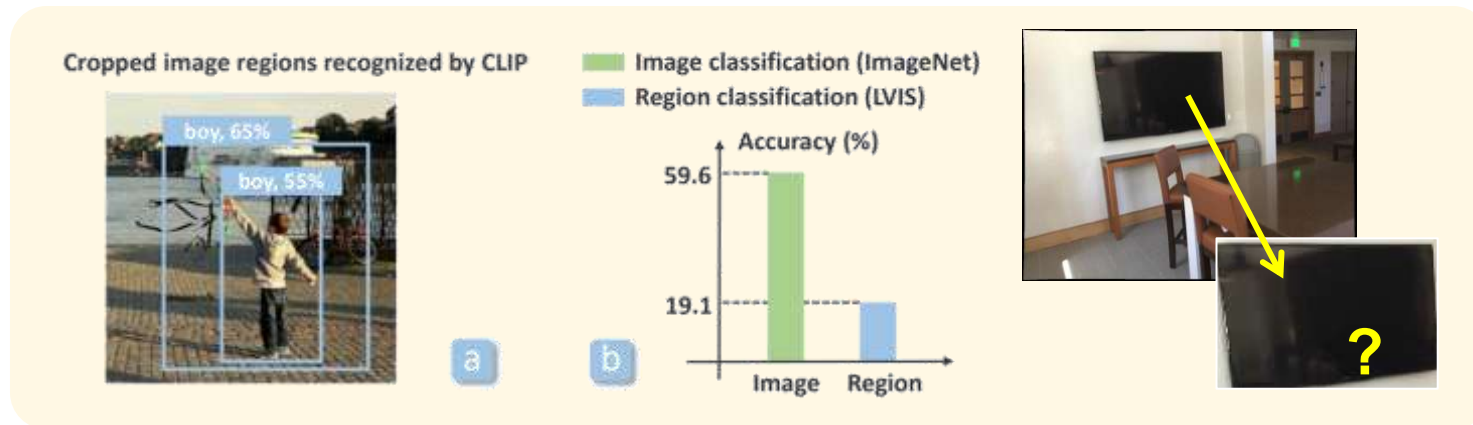 Cropped image regions recognized by CLIP
boy, 65%
boy, 55%
a
Image classification (ImageNet)
Region classification (LVIS)
Accuracy (%)
59.6
19.1
Image Region
b
?